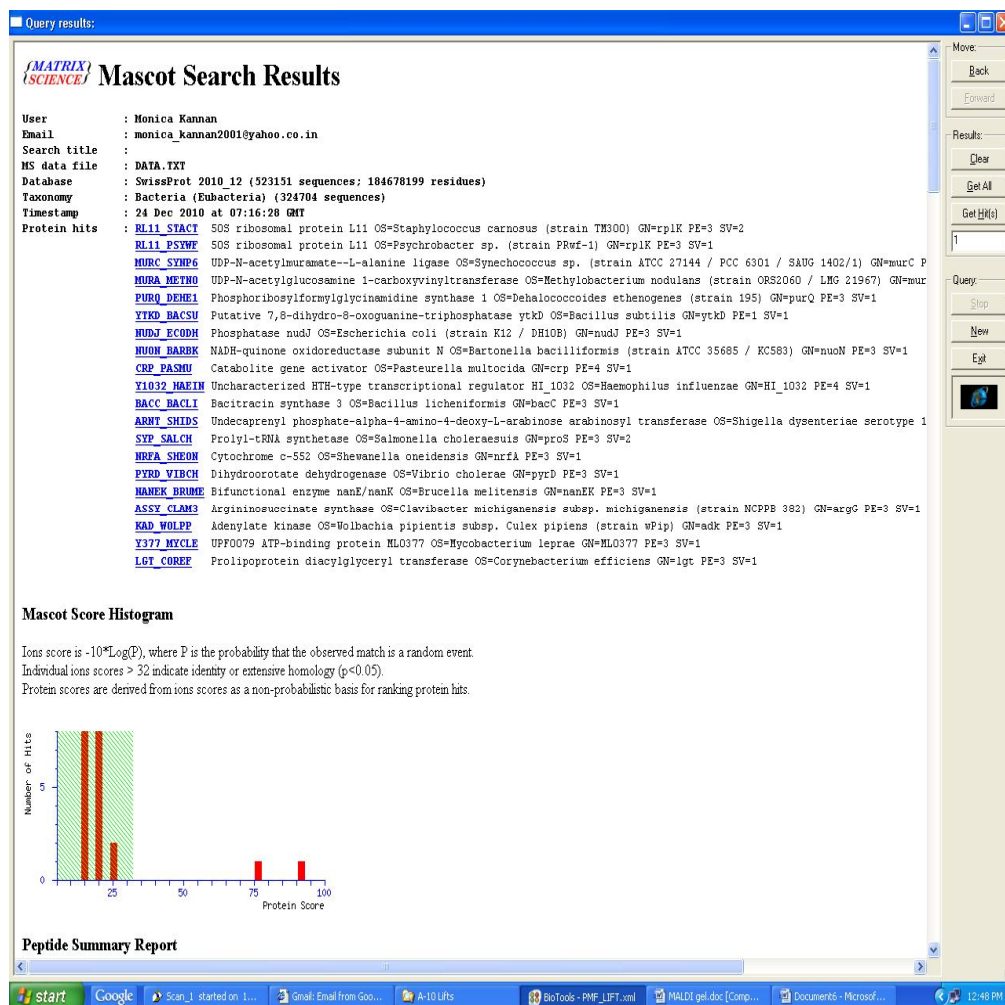 Query results:
{MATRIX
SCIENCE} Mascot Search Results
User : Monica Kannan
Email : monica_kannan2001@yahoo.co.in
Search title :
MS data file : DATA.TXT
Database : SwissProt 2010_12 (523151 sequences; 184678199 residues)
Taxonomy : Bacteria (Eubacteria) (324704 sequences)
Timestamp : 24 Dec 2010 at 07:16:28 GMT
Protein hits : RL11_STACT 50S ribosomal protein L11 OS=Staphylococcus carnosus (strain TM300) GN=rplK PE=3 SV=2
RL11_PSYWF 50S ribosomal protein L11 OS=Psychrobacter sp. (strain PRwf-1) GN=rplK PE=3 SV=1
MURC_SYNP6 UDP-N-acetylmuramate--L-alanine ligase OS=Synechococcus sp. (strain ATCC 27144 / PCC 6301 / SAUG 1402/1) GN=murC P
MURA_METNO UDP-N-acetylglucosamine 1-carboxyvinyltransferase OS=Methylobacterium nodulans (strain ORS2060 / LMG 21967) GN=mur
PURQ_DEHE1 Phosphoribosylformylglycinamidine synthase 1 OS=Dehalococcoides ethenogenes (strain 195) GN=purQ PE=3 SV=1
YTKD_BACSU Putative 7,8-dihydro-8-oxoguanine-triphosphatase ytkD OS=Bacillus subtilis GN=ytkD PE=1 SV=1
NUDJ_ECODH Phosphatase nudJ OS=Escherichia coli (strain K12 / DH10B) GN=nudJ PE=3 SV=1
NUON_BARBK NADH-quinone oxidoreductase subunit N OS=Bartonella bacilliformis (strain ATCC 35685 / KC583) GN=nuoN PE=3 SV=1
CRP_PASMU Catabolite gene activator OS=Pasteurella multocida GN=crp PE=4 SV=1
Y1032_HAEIN Uncharacterized HTH-type transcriptional regulator HI_1032 OS=Haemophilus influenzae GN=HI_1032 PE=4 SV=1
BACC_BACLI Bacitracin synthase 3 OS=Bacillus licheniformis GN=bacC PE=3 SV=1
ARNT_SHIDS Undecaprenyl phosphate-alpha-4-amino-4-deoxy-L-arabinose arabinosyl transferase OS=Shigella dysenteriae serotype 1
SYP_SALCH Prolyl-tRNA synthetase OS=Salmonella choleraesuis GN=proS PE=3 SV=2
NRFA_SHEON Cytochrome c-552 OS=Shewanella oneidensis GN=nrfA PE=3 SV=1
PYRD_VIBCH Dihydroorotate dehydrogenase OS=Vibrio cholerae GN=pyrD PE=3 SV=1
NANEK_BRUME Bifunctional enzyme nanE/nanK OS=Brucella melitensis GN=nanEK PE=3 SV=1
ASSY_CLAM3 Argininosuccinate synthase OS=Clavibacter michiganensis subsp. michiganensis (strain NCPPB 382) GN=argG PE=3 SV=1
KAD_WOLPP Adenylate kinase OS=Wolbachia pipientis subsp. Culex pipiens (strain wPip) GN=adk PE=3 SV=1
Y377_MYCLE UPF0079 ATP-binding protein ML0377 OS=Mycobacterium leprae GN=ML0377 PE=3 SV=1
LGT_COREF Prolipoprotein diacylglyceryl transferase OS=Corynebacterium efficiens GN=lgt PE=3 SV=1
Mascot Score Histogram
Ions score is -10*Log(P), where P is the probability that the observed match is a random event.
Individual ions scores > 32 indicate identity or extensive homology (p<0.05).
Protein scores are derived from ions scores as a non-probabilistic basis for ranking protein hits.
Number of Hits
5
0
25 50 75 100
Protein Score
Peptide Summary Report
Move:
Back
Forward
Results:
Clear
Get All
Get Hit(s)
1
Query:
Stop
New
Exit
start
Google
Scan_1 started on 1...
Gmail: Email from Goo...
A-10 Lifts
BioTools - PMF_LIFT.xml
MALDI gel.doc [Comp...
Document6 - Microsof...
12:48 PM